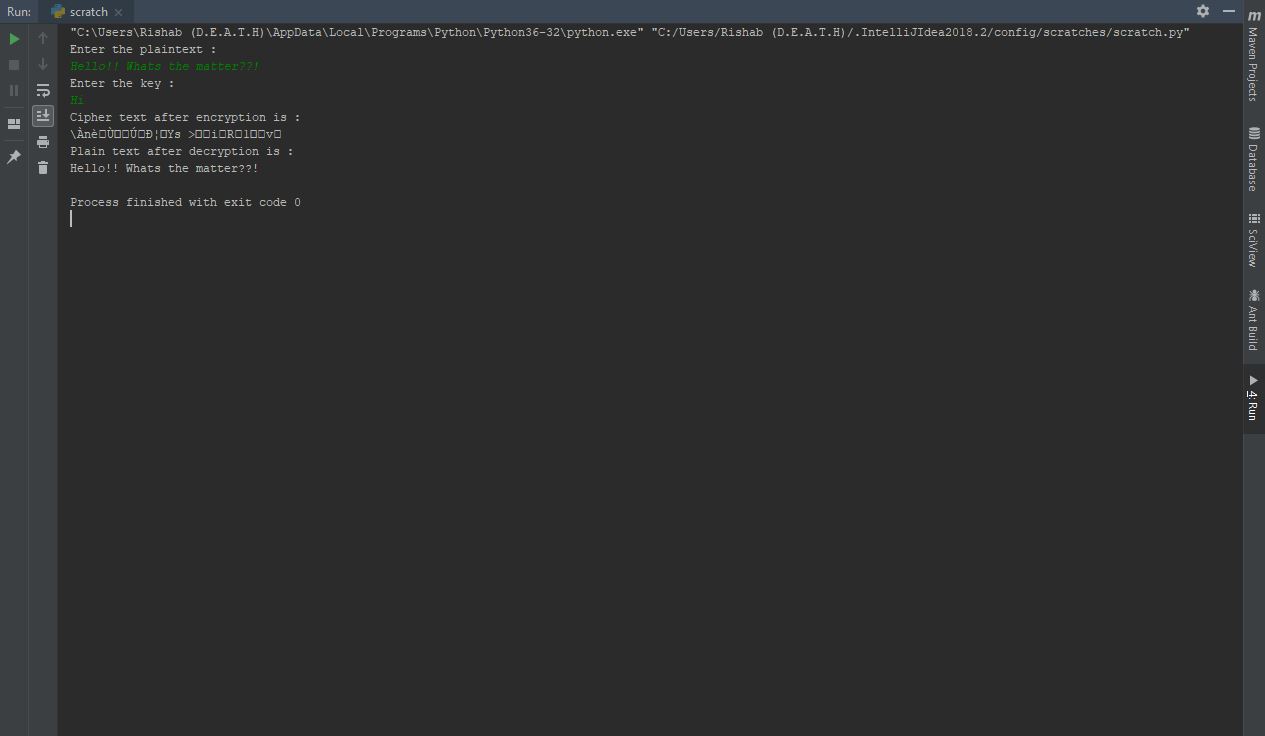 Run: scratch
"C:\Users\Rishab (D.E.A.T.H)\AppData\Local\Programs\Python\Python36-32\python.exe" "C:/Users/Rishab (D.E.A.T.H)/.IntelliJIdea2018.2/config/scratches/scratch.py"
Enter the plaintext :
Hello!! Whats the matter??!
Enter the key :
Hi
Cipher text after encryption is :
\Ànè□Ù□□Ú□Ð¦□Ys >□□i□R□l□□v□
Plain text after decryption is :
Hello!! Whats the matter??!
Process finished with exit code 0
m Maven Projects
Database
SciView
Ant Build
4: Run